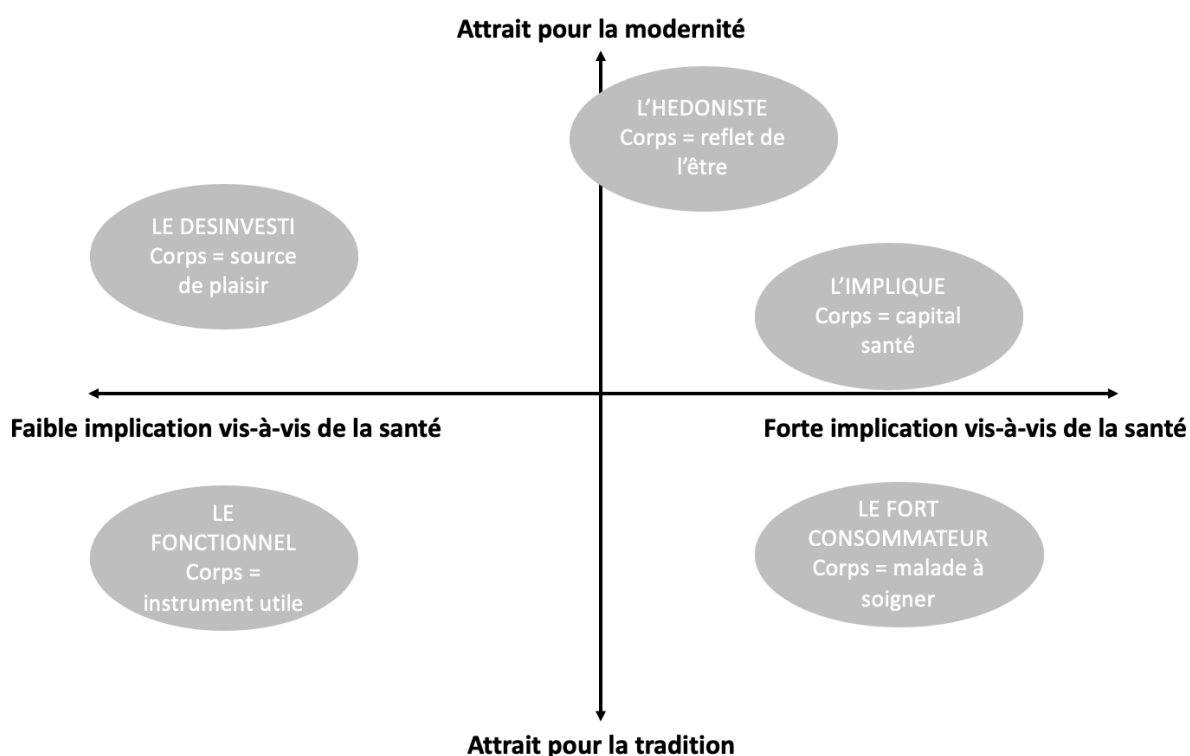 Attrait pour la modernité
L'HEDONISTE
Corps = reflet de
l'être
LE DESINVESTI
Corps = source
de plaisir
L'IMPLIQUE
Corps = capital
santé
Faible implication vis-à-vis de la santé
Forte implication vis-à-vis de la santé
LE
FONCTIONNEL
Corps =
instrument utile
LE FORT
CONSOMMATEUR
Corps = malade à
soigner
Attrait pour la tradition